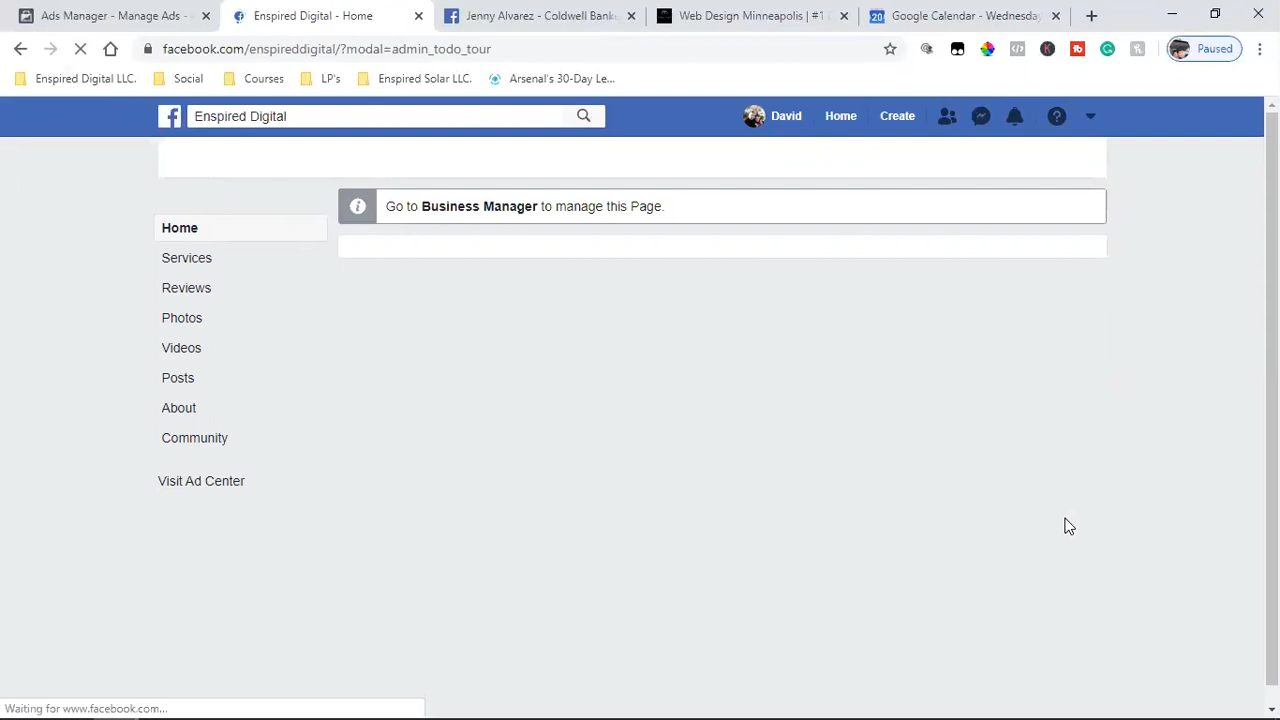 Ads Manager - Manage Ads -
Enspired Digital - Home
Jenny Alvarez - Coldwell Bank
Web Design Minneapolis | #1
Google Calendar - Wednesday
facebook.com/enspireddigital/?modal=admin_todo_tour
Paused
Enspired Digital LLC.
Social
Courses
LP's
Enspired Solar LLC.
Arsenal's 30-Day Le...
Enspired Digital
David
Home
Create
Go to Business Manager to manage this Page.
Home
Services
Reviews
Photos
Videos
Posts
About
Community
Visit Ad Center
Waiting for www.facebook.com...